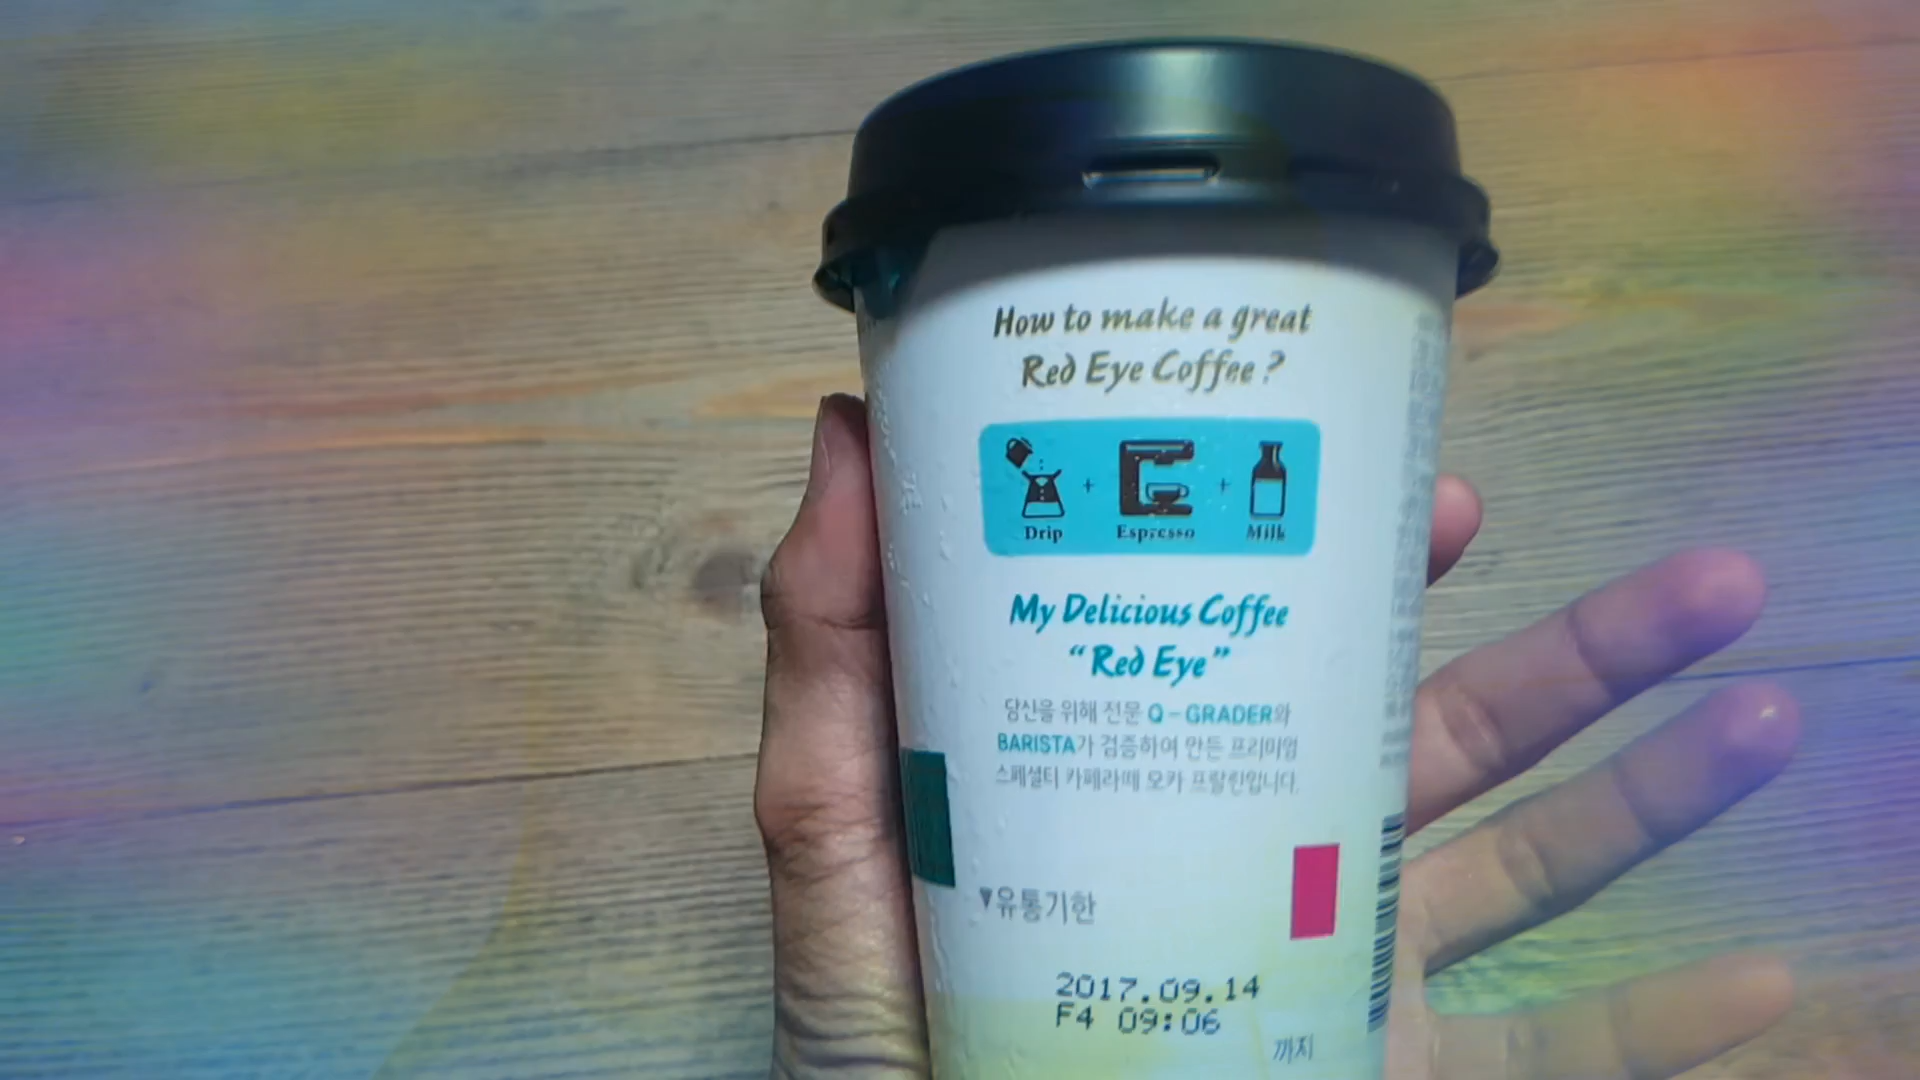 How to make a great
Red Eye Coffee ?
Drip + Espresso + Milk
My Delicious Coffee
“Red Eye”
당신을 위해 전문 Q-GRADER와
BARISTA가 검증하여 만든 프리미엄
스페셜티 카페라떼 모카 프랄린입니다.
▼유통기한
2017.09.14
F4 09:06
까지